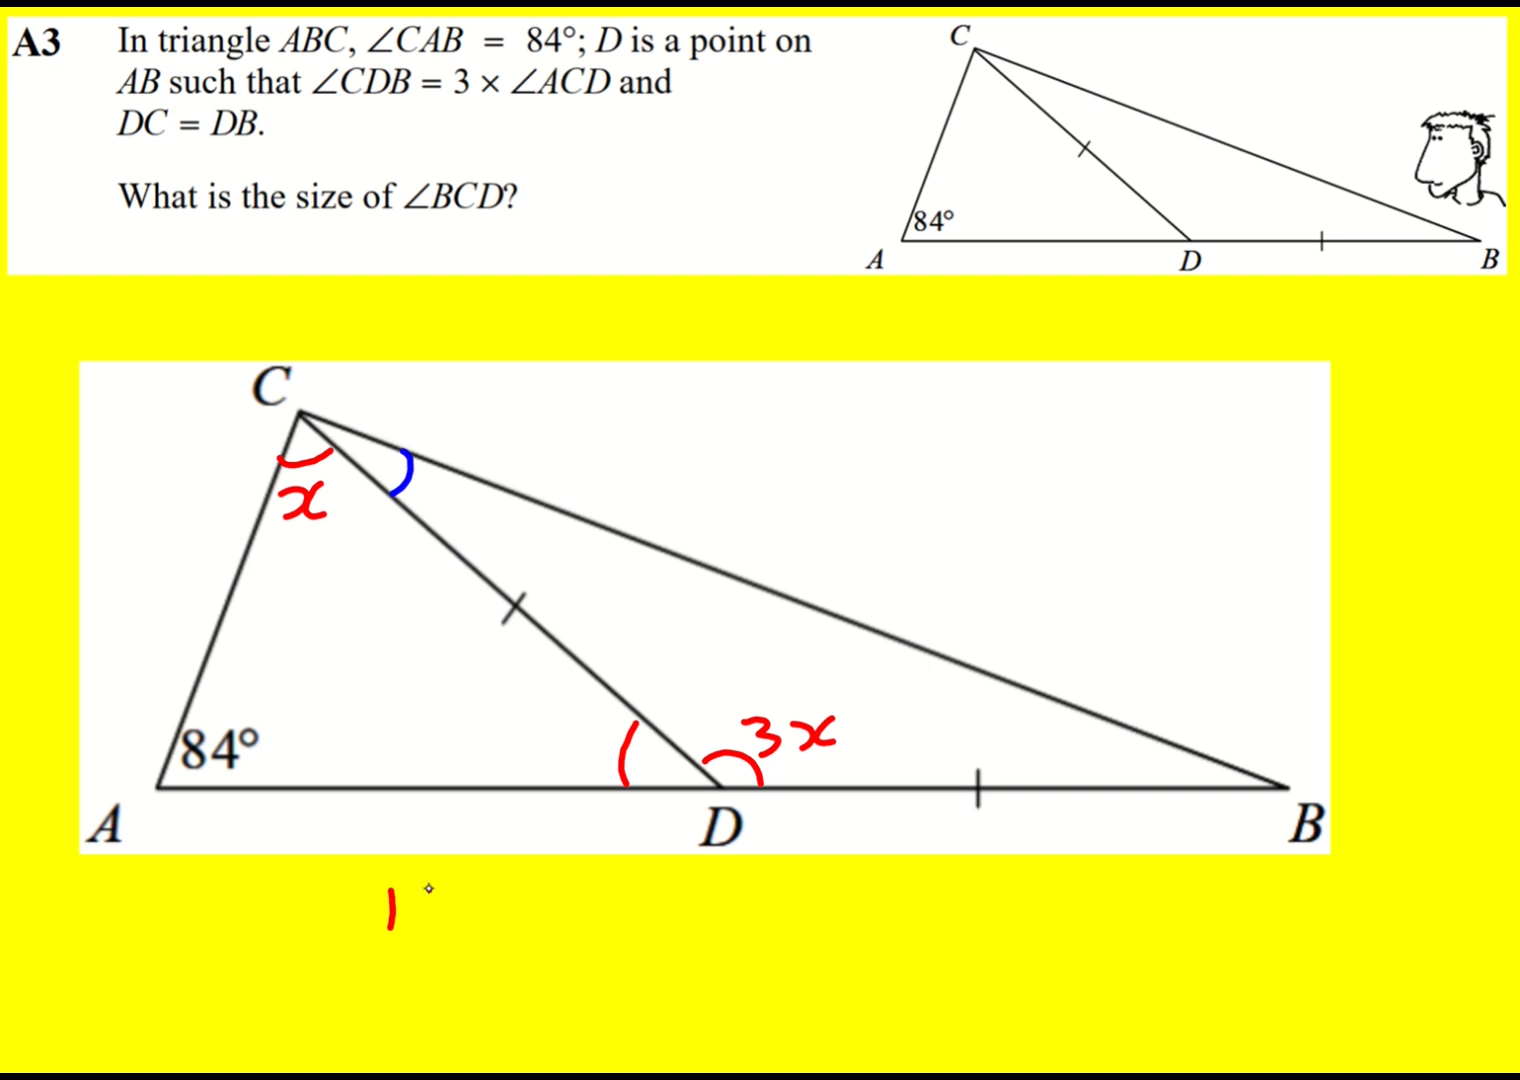 A3 In triangle ABC, ∠CAB = 84°; D is a point on
AB such that ∠CDB = 3 × ∠ACD and
DC = DB.
What is the size of ∠BCD?
C
84°
A
D
B
C
x
84°
3x
A
D
B
1